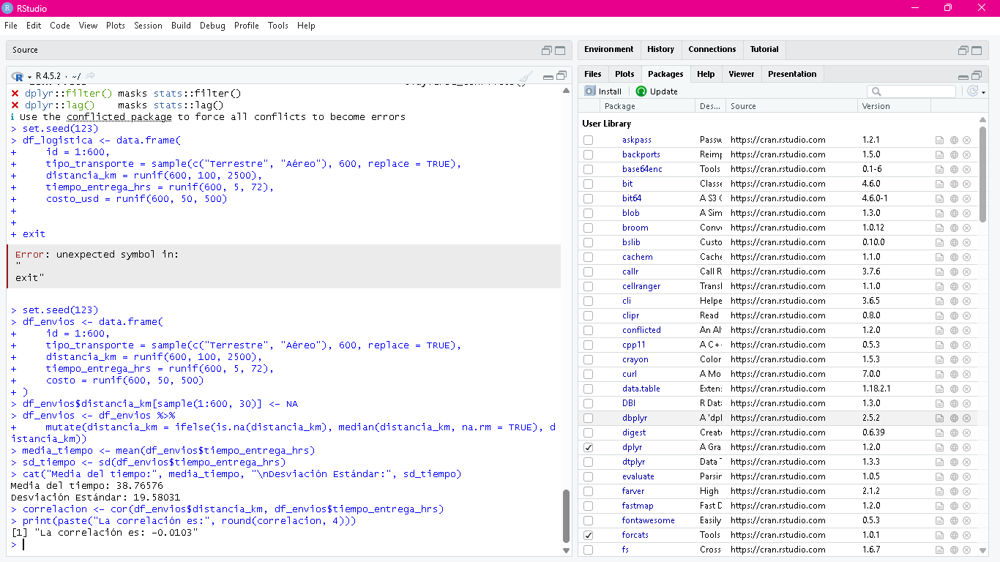 RStudio
File Edit Code View Plots Session Build Debug Profile Tools Help
Source
R 4.5.2 · ~/
✖ dplyr::filter() masks stats::filter()
✖ dplyr::lag()    masks stats::lag()
ℹ Use the conflicted package to force all conflicts to become errors
> set.seed(123)
> df_logistica <- data.frame(
+     id = 1:600,
+     tipo_transporte = sample(c("Terrestre", "Aéreo"), 600, replace = TRUE),
+     distancia_km = runif(600, 100, 2500),
+     tiempo_entrega_hrs = runif(600, 5, 72),
+     costo_usd = runif(600, 50, 500)
+
+
+ exit
Error: unexpected symbol in:
"
exit"
> set.seed(123)
> df_envios <- data.frame(
+     id = 1:600,
+     tipo_transporte = sample(c("Terrestre", "Aéreo"), 600, replace = TRUE),
+     distancia_km = runif(600, 100, 2500),
+     tiempo_entrega_hrs = runif(600, 5, 72),
+     costo = runif(600, 50, 500)
+ )
> df_envios$distancia_km[sample(1:600, 30)] <- NA
> df_envios <- df_envios %>%
+     mutate(distancia_km = ifelse(is.na(distancia_km), median(distancia_km, na.rm = TRUE), d
istancia_km))
> media_tiempo <- mean(df_envios$tiempo_entrega_hrs)
> sd_tiempo <- sd(df_envios$tiempo_entrega_hrs)
> cat("Media del tiempo:", media_tiempo, "\nDesviación Estándar:", sd_tiempo)
Media del tiempo: 38.76576
Desviación Estándar: 19.58031
> correlacion <- cor(df_envios$distancia_km, df_envios$tiempo_entrega_hrs)
> print(paste("La correlación es:", round(correlacion, 4)))
[1] "La correlación es: -0.0103"
>
Environment History Connections Tutorial
Files Plots Packages Help Viewer Presentation
Install Update
Package Des... Source Version
User Library
askpass Passw https://cran.rstudio.com 1.2.1
backports Reimp https://cran.rstudio.com 1.5.0
base64enc Tools https://cran.rstudio.com 0.1-6
bit Classe https://cran.rstudio.com 4.6.0
bit64 A S3 C https://cran.rstudio.com 4.6.0-1
blob A Sim https://cran.rstudio.com 1.3.0
broom Conv https://cran.rstudio.com 1.0.12
bslib Custo https://cran.rstudio.com 0.10.0
cachem Cache https://cran.rstudio.com 1.1.0
callr Call R https://cran.rstudio.com 3.7.6
cellranger Transl https://cran.rstudio.com 1.1.0
cli Helpe https://cran.rstudio.com 3.6.5
clipr Read https://cran.rstudio.com 0.8.0
conflicted An Al https://cran.rstudio.com 1.2.0
cpp11 A C++ https://cran.rstudio.com 0.5.3
crayon Color https://cran.rstudio.com 1.5.3
curl A Mo https://cran.rstudio.com 7.0.0
data.table Exten https://cran.rstudio.com 1.18.2.1
DBI R Dat https://cran.rstudio.com 1.3.0
dbplyr A 'dpl https://cran.rstudio.com 2.5.2
digest Create https://cran.rstudio.com 0.6.39
dplyr A Gra https://cran.rstudio.com 1.2.0
dtplyr Data https://cran.rstudio.com 1.3.3
evaluate Parsin https://cran.rstudio.com 1.0.5
farver High https://cran.rstudio.com 2.1.2
fastmap Fast D https://cran.rstudio.com 1.2.0
fontawesome Easily https://cran.rstudio.com 0.5.3
forcats Tools https://cran.rstudio.com 1.0.1
fs Cross https://cran.rstudio.com 1.6.7